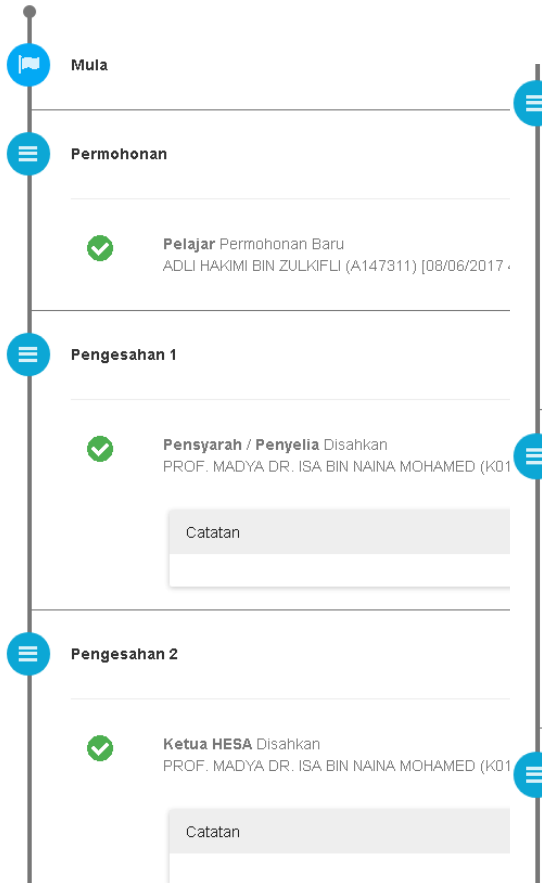 Mula
Permohonan
Pelajar Permohonan Baru
ADLI HAKIMI BIN ZULKIFLI (A147311) [08/06/2017
Pengesahan 1
Pensyarah / Penyelia Disahkan
PROF. MADYA DR. ISA BIN NAINA MOHAMED (K01
Catatan
Pengesahan 2
Ketua HESA Disahkan
PROF. MADYA DR. ISA BIN NAINA MOHAMED (K01
Catatan